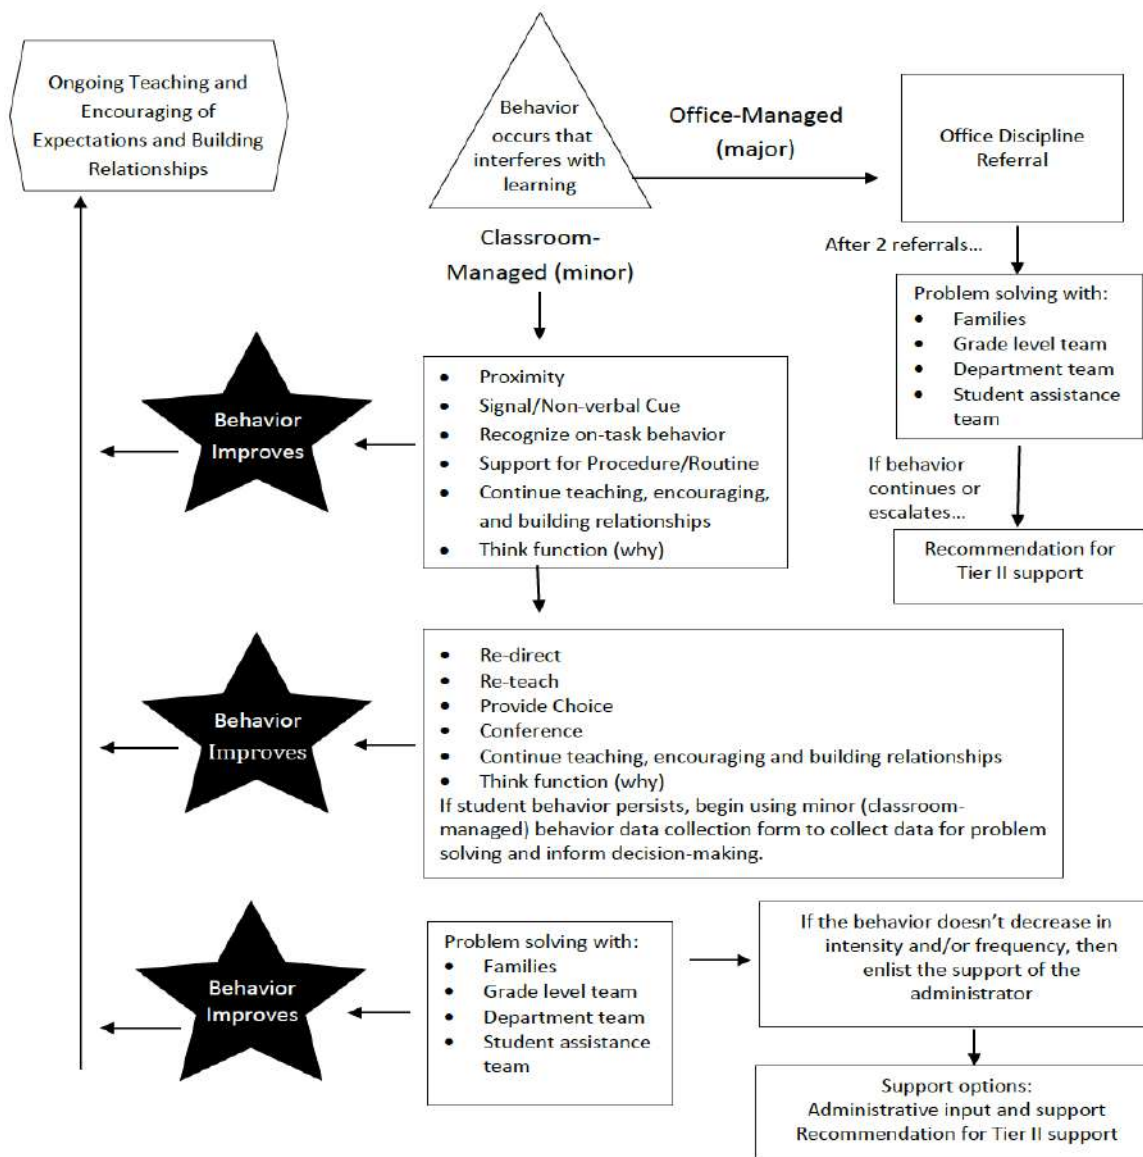 Ongoing Teaching and
Encouraging of
Expectations and Building
Relationships
Behavior
occurs that
interferes with
learning
Office-Managed
(major)
Office Discipline
Referral
Classroom-
Managed (minor)
After 2 referrals...
Problem solving with:
• Families
• Grade level team
• Department team
• Student assistance
team
If behavior
continues or
escalates...
Recommendation for
Tier II support
Behavior
Improves
• Proximity
• Signal/Non-verbal Cue
• Recognize on-task behavior
• Support for Procedure/Routine
• Continue teaching, encouraging,
and building relationships
• Think function (why)
Behavior
Improves
• Re-direct
• Re-teach
• Provide Choice
• Conference
• Continue teaching, encouraging and building relationships
• Think function (why)
If student behavior persists, begin using minor (classroom-
managed) behavior data collection form to collect data for problem
solving and inform decision-making.
Behavior
Improves
Problem solving with:
• Families
• Grade level team
• Department team
• Student assistance
team
If the behavior doesn't decrease in
intensity and/or frequency, then
enlist the support of the
administrator
Support options:
Administrative input and support
Recommendation for Tier II support